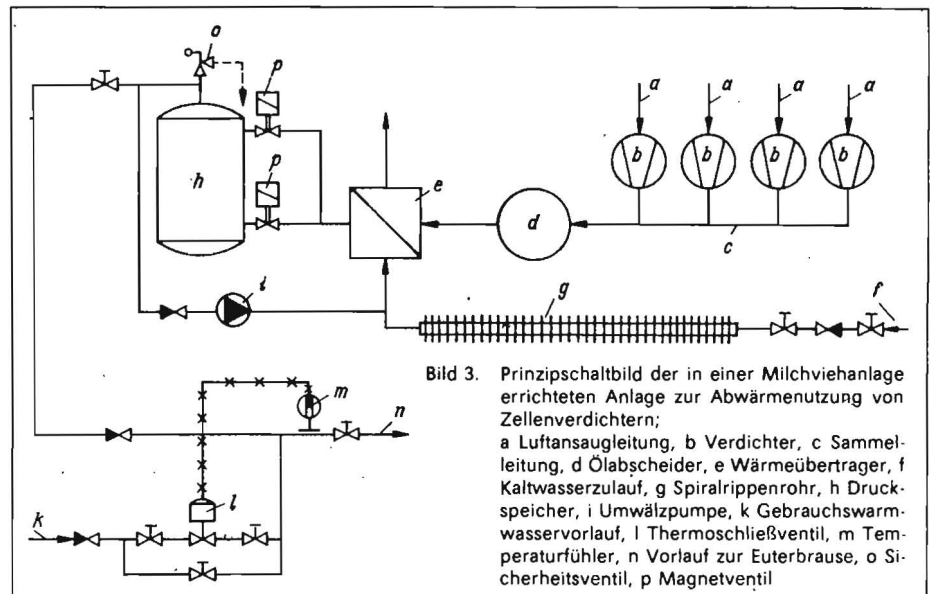 o
p
a a a a
b b b b
h
p
e
d
c
i
g
f
m
n
l
k
Bild 3. Prinzipschaltbild der in einer Milchviehanlage
errichteten Anlage zur Abwärmenutzung von
Zellenverdichtern;
a Luftansaugleitung, b Verdichter, c Sammel-
leitung, d Ölabscheider, e Wärmeübertrager, f
Kaltwasserzulauf, g Spiralrippenrohr, h Druck-
speicher, i Umwälzpumpe, k Gebrauchswarm-
wasservorlauf, l Thermoschließventil, m Tem-
peraturfühler, n Vorlauf zur Euterbrause, o Si-
cherheitsventil, p Magnetventil